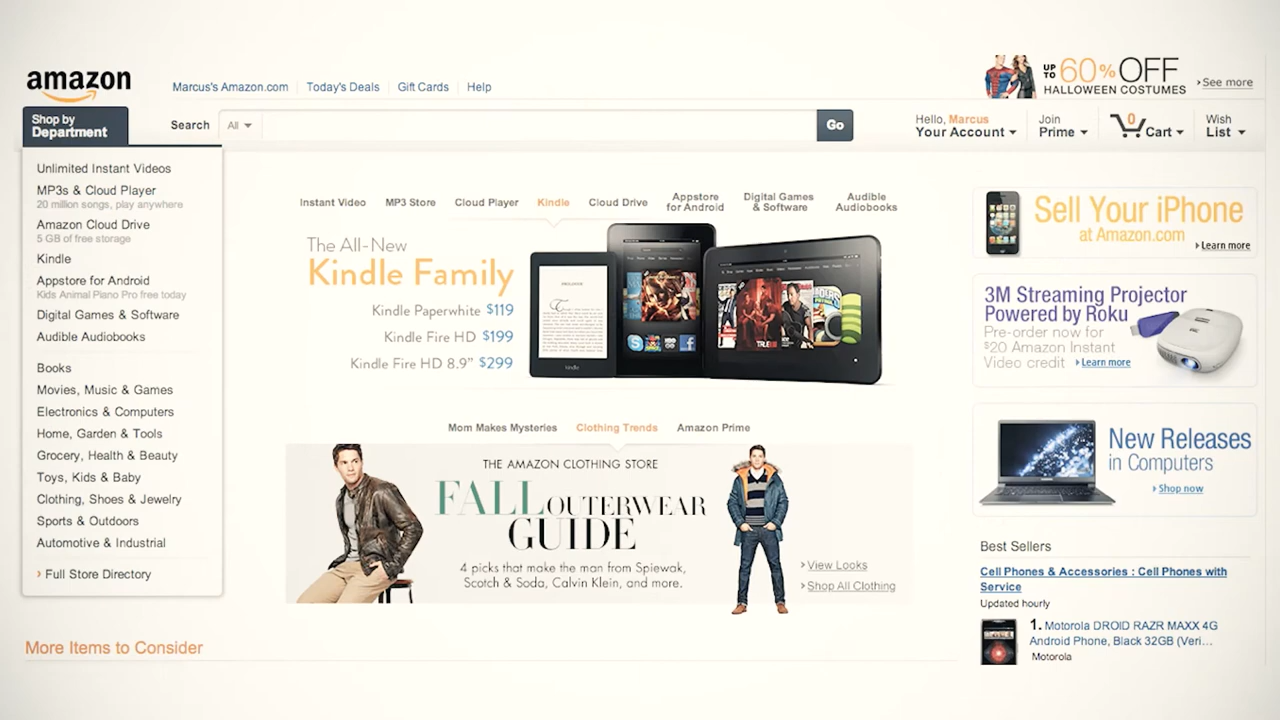 amazon
Marcus's Amazon.com
Today's Deals
Gift Cards
Help
UP TO 60% OFF
HALLOWEEN COSTUMES
See more
Shop by
Department
Search
All
Go
Hello, Marcus
Your Account
Join
Prime
0
Cart
Wish
List
Unlimited Instant Videos
MP3s & Cloud Player
20 million songs, play anywhere
Amazon Cloud Drive
5 GB of free storage
Kindle
Appstore for Android
Kids Animal Piano Pro free today
Digital Games & Software
Audible Audiobooks
Books
Movies, Music & Games
Electronics & Computers
Home, Garden & Tools
Grocery, Health & Beauty
Toys, Kids & Baby
Clothing, Shoes & Jewelry
Sports & Outdoors
Automotive & Industrial
Full Store Directory
Instant Video
MP3 Store
Cloud Player
Kindle
Cloud Drive
Appstore
for Android
Digital Games
& Software
Audible
Audiobooks
The All-New
Kindle Family
Kindle Paperwhite $119
Kindle Fire HD $199
Kindle Fire HD 8.9" $299
kindle
Mom Makes Mysteries
Clothing Trends
Amazon Prime
THE AMAZON CLOTHING STORE
FALL OUTERWEAR
GUIDE
4 picks that make the man from Spiewak,
Scotch & Soda, Calvin Klein, and more.
View Looks
Shop All Clothing
Sell Your iPhone
at Amazon.com
Learn more
3M Streaming Projector
Powered by Roku
Pre-order now for
$20 Amazon Instant
Video credit
Learn more
New Releases
in Computers
Shop now
Best Sellers
Cell Phones & Accessories : Cell Phones with
Service
Updated hourly
1. Motorola DROID RAZR MAXX 4G
Android Phone, Black 32GB (Veri...
Motorola
More Items to Consider